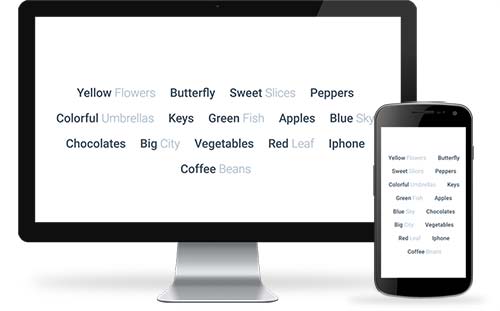 Yellow Flowers Butterfly Sweet Slices Peppers
Colorful Umbrellas Keys Green Fish Apples Blue Sky
Chocolates Big City Vegetables Red Leaf Iphone
Coffee Beans
Yellow Flowers Butterfly
Sweet Slices Peppers
Colorful Umbrellas Keys
Green Fish Apples
Blue Sky Chocolates
Big City Vegetables
Red Leaf Iphone
Coffee Beans